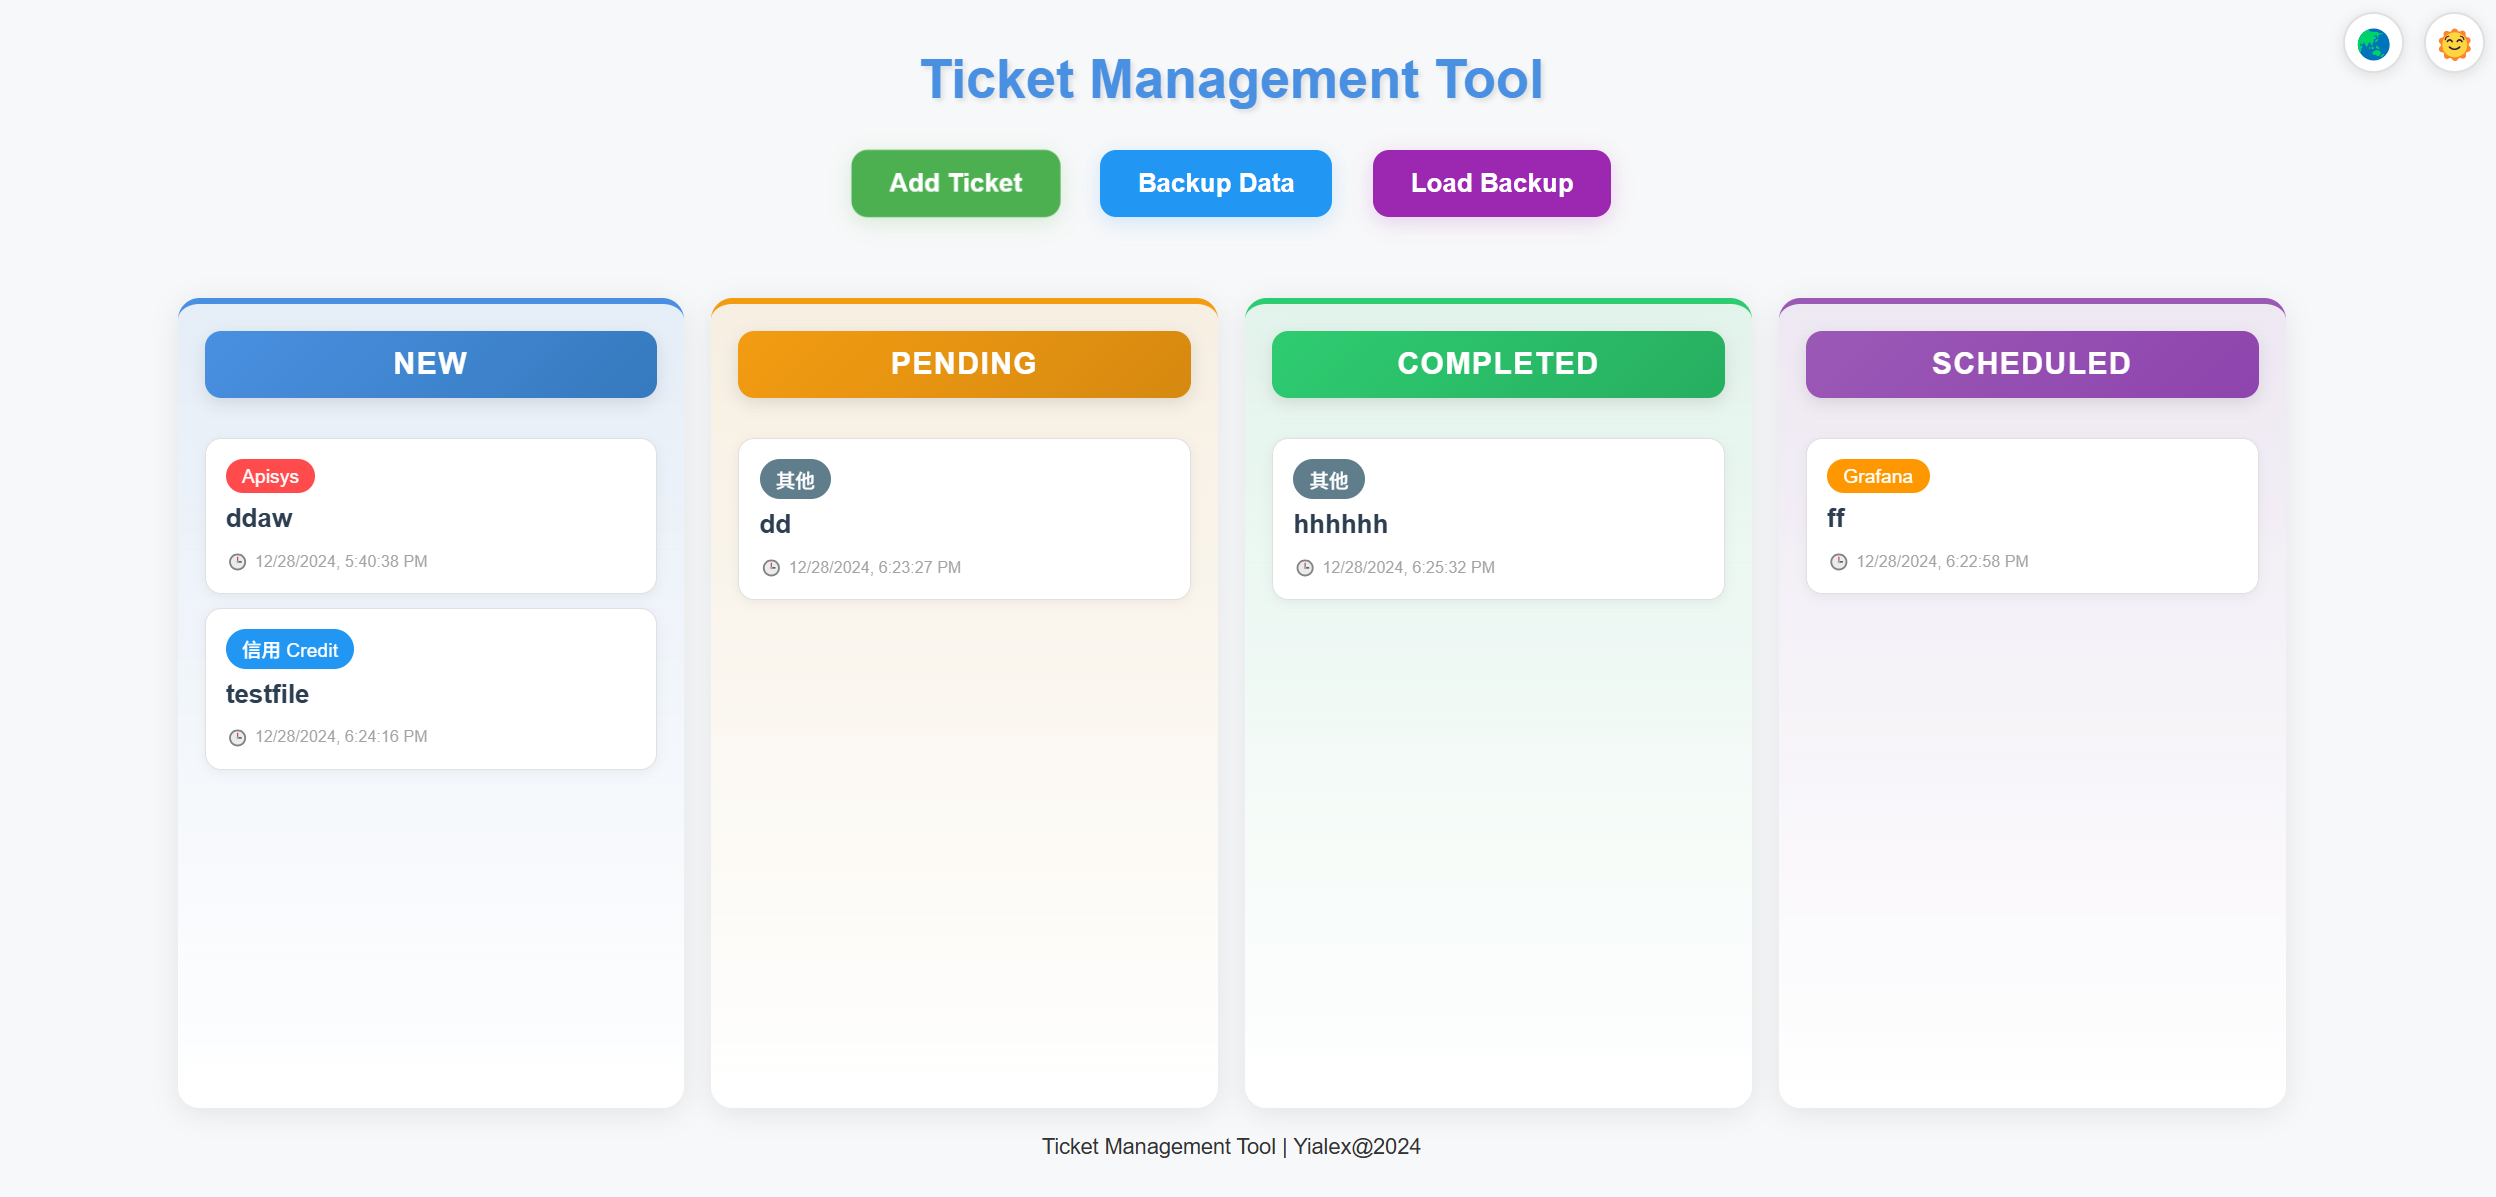 Ticket Management Tool
Add Ticket
Backup Data
Load Backup
NEW
Apisys
ddaw
12/28/2024, 5:40:38 PM
信用 Credit
testfile
12/28/2024, 6:24:16 PM
PENDING
其他
dd
12/28/2024, 6:23:27 PM
COMPLETED
其他
hhhhhh
12/28/2024, 6:25:32 PM
SCHEDULED
Grafana
ff
12/28/2024, 6:22:58 PM
Ticket Management Tool | Yialex@2024